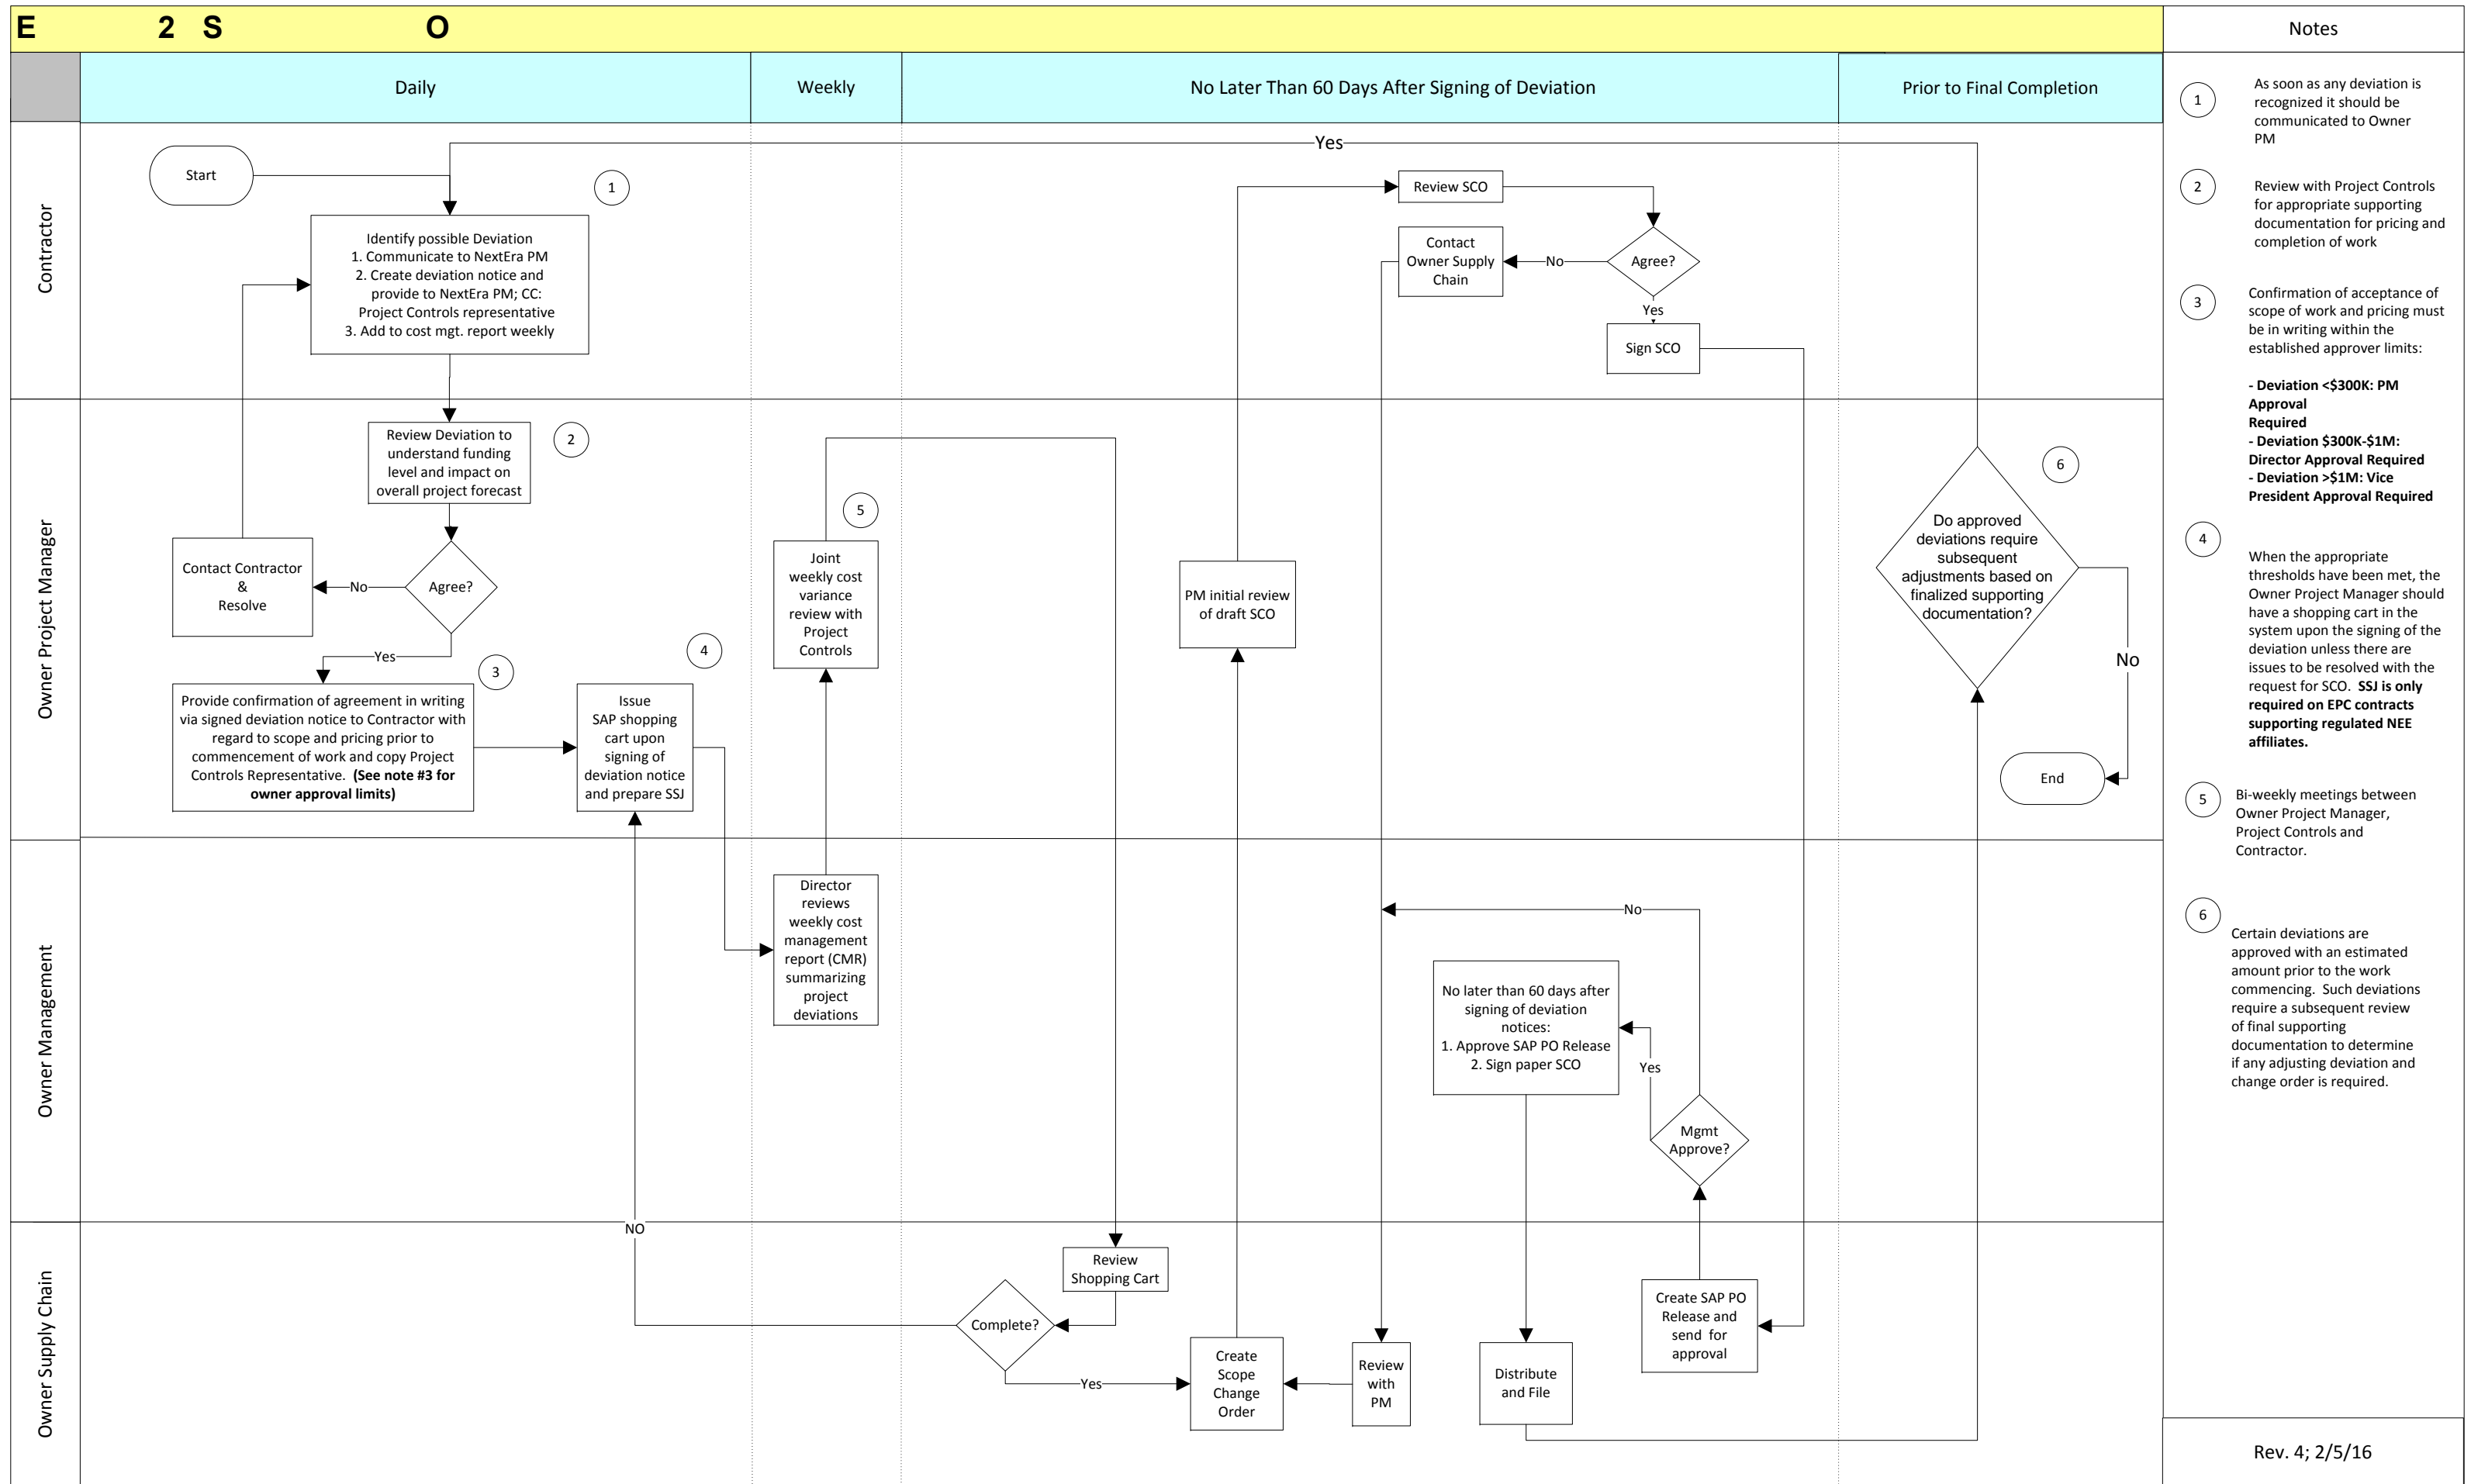 E 2 S O
Notes
Daily
Weekly
No Later Than 60 Days After Signing of Deviation
Prior to Final Completion
Contractor
Start
1
Identify possible Deviation
1. Communicate to NextEra PM
2. Create deviation notice and
provide to NextEra PM; CC:
Project Controls representative
3. Add to cost mgt. report weekly
Yes
Review SCO
Agree?
No
Contact
Owner Supply
Chain
Yes
Sign SCO
Owner Project Manager
Review Deviation to
understand funding
level and impact on
overall project forecast
2
Agree?
No
Contact Contractor
&
Resolve
Yes
3
Provide confirmation of agreement in writing
via signed deviation notice to Contractor with
regard to scope and pricing prior to
commencement of work and copy Project
Controls Representative. (See note #3 for
owner approval limits)
4
Issue
SAP shopping
cart upon
signing of
deviation notice
and prepare SSJ
5
Joint
weekly cost
variance
review with
Project
Controls
PM initial review
of draft SCO
6
Do approved
deviations require
subsequent
adjustments based on
finalized supporting
documentation?
No
End
Owner Management
Director
reviews
weekly cost
management
report (CMR)
summarizing
project
deviations
No
No later than 60 days after
signing of deviation
notices:
1. Approve SAP PO Release
2. Sign paper SCO
Yes
Mgmt
Approve?
Owner Supply Chain
NO
Review
Shopping Cart
Complete?
Yes
Create
Scope
Change
Order
Review
with
PM
Distribute
and File
Create SAP PO
Release and
send for
approval
1
As soon as any deviation is
recognized it should be
communicated to Owner
PM
2
Review with Project Controls
for appropriate supporting
documentation for pricing and
completion of work
3
Confirmation of acceptance of
scope of work and pricing must
be in writing within the
established approver limits:
- Deviation <$300K: PM
Approval
Required
- Deviation $300K-$1M:
Director Approval Required
- Deviation >$1M: Vice
President Approval Required
4
When the appropriate
thresholds have been met, the
Owner Project Manager should
have a shopping cart in the
system upon the signing of the
deviation unless there are
issues to be resolved with the
request for SCO. SSJ is only
required on EPC contracts
supporting regulated NEE
affiliates.
5
Bi-weekly meetings between
Owner Project Manager,
Project Controls and
Contractor.
6
Certain deviations are
approved with an estimated
amount prior to the work
commencing. Such deviations
require a subsequent review
of final supporting
documentation to determine
if any adjusting deviation and
change order is required.
Rev. 4; 2/5/16